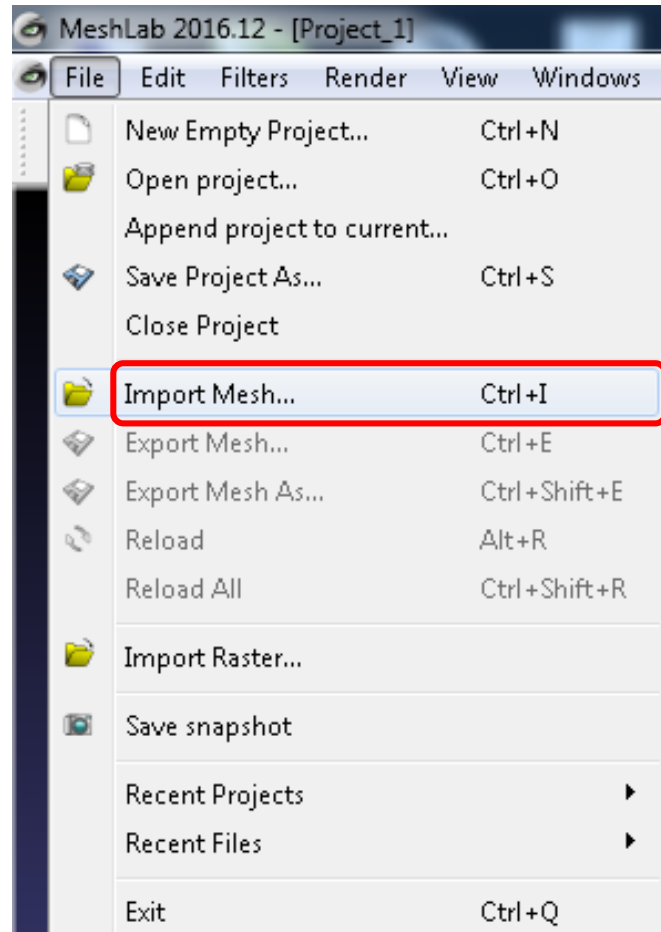 MeshLab 2016.12 - [Project_1]
File Edit Filters Render View Windows
New Empty Project... Ctrl+N
Open project... Ctrl+O
Append project to current...
Save Project As... Ctrl+S
Close Project
Import Mesh... Ctrl+I
Export Mesh... Ctrl+E
Export Mesh As... Ctrl+Shift+E
Reload Alt+R
Reload All Ctrl+Shift+R
Import Raster...
Save snapshot
Recent Projects
Recent Files
Exit Ctrl+Q